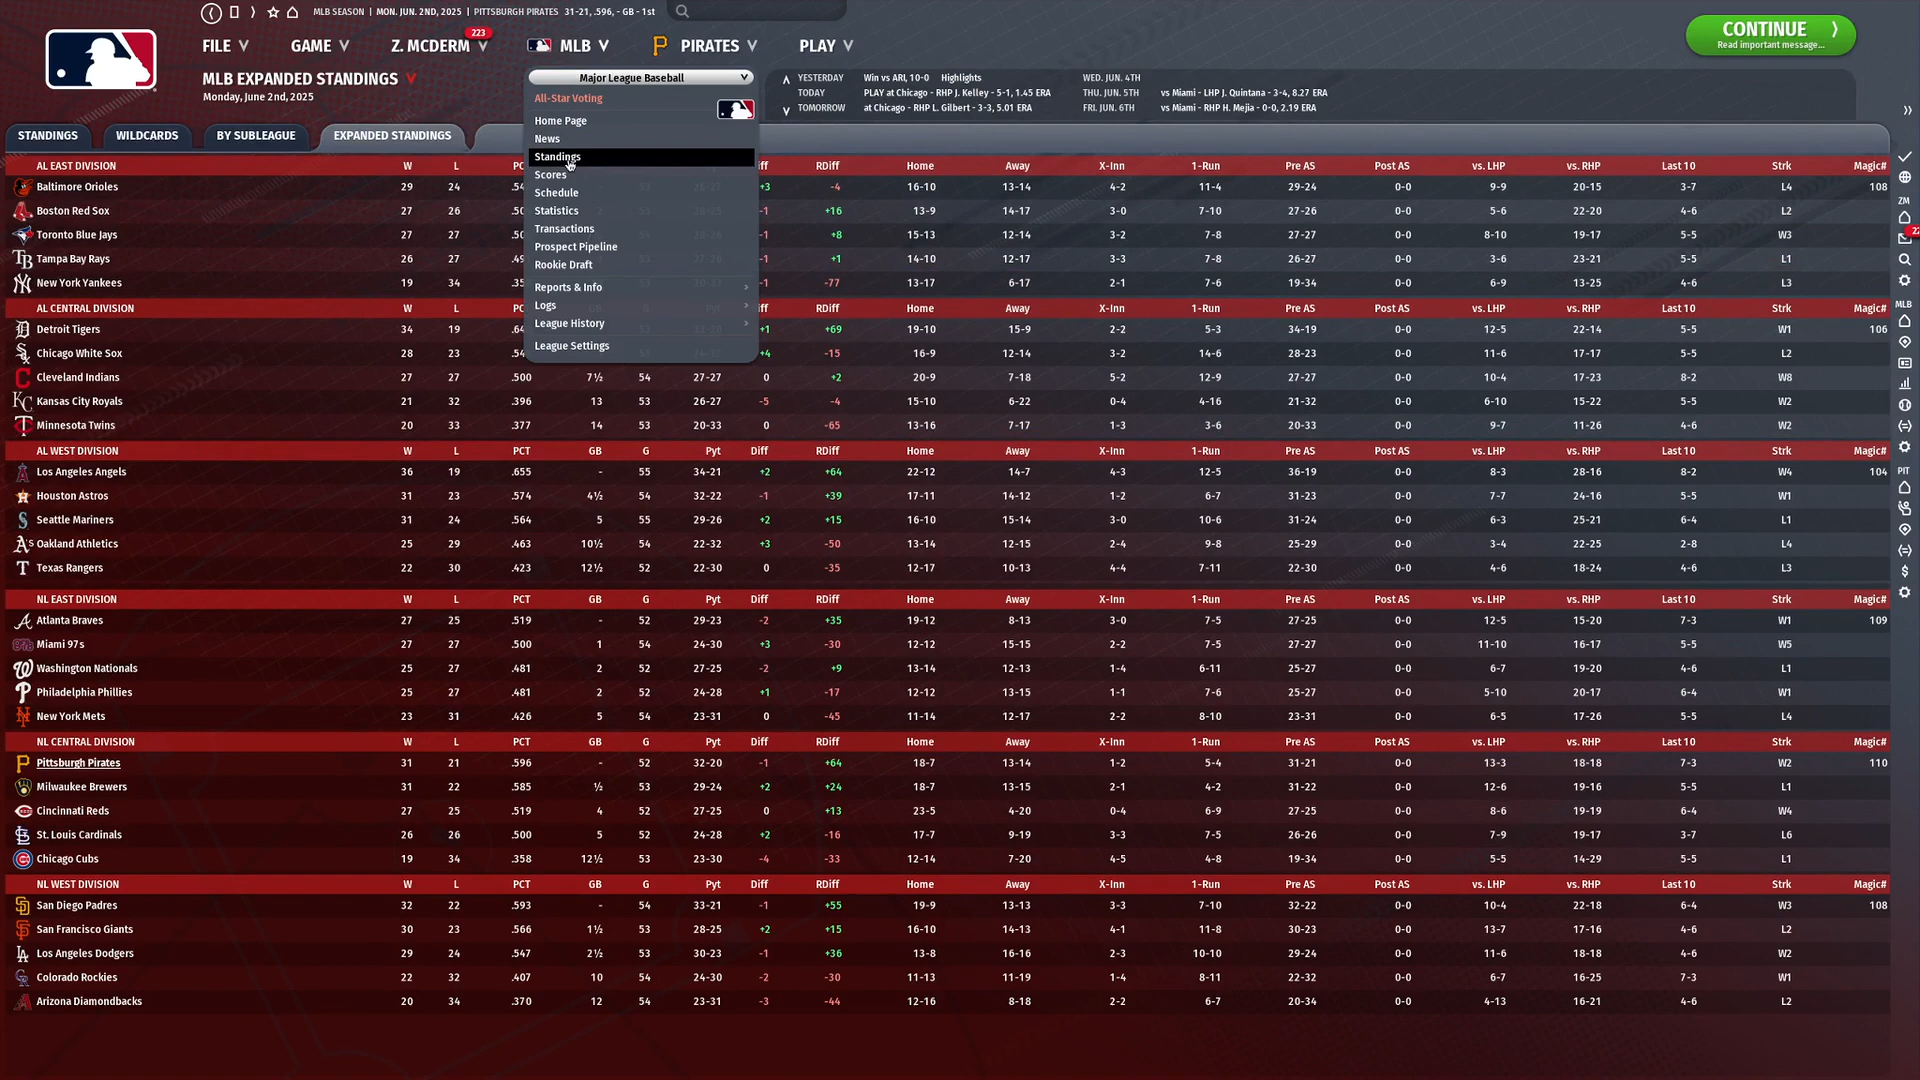 MLB SEASON | MON. JUN. 2ND, 2025 | PITTSBURGH PIRATES 31-21, .596, - GB - 1st
FILE GAME Z. MCDERM 223 MLB PIRATES PLAY
CONTINUE
Read important message...
MLB EXPANDED STANDINGS
Monday, June 2nd, 2025
Major League Baseball
All-Star Voting
Home Page
News
Standings
Scores
Schedule
Statistics
Transactions
Prospect Pipeline
Rookie Draft
Reports & Info
Logs
League History
League Settings
YESTERDAY Win vs ARI, 10-0 Highlights WED. JUN. 4TH
TODAY PLAY at Chicago - RHP J. Kelley - 5-1, 1.45 ERA THU. JUN. 5TH vs Miami - LHP J. Quintana - 3-4, 8.27 ERA
TOMORROW at Chicago - RHP L. Gilbert - 3-3, 5.01 ERA FRI. JUN. 6TH vs Miami - RHP H. Mejia - 0-0, 2.19 ERA
STANDINGS WILDCARDS BY SUBLEAGUE EXPANDED STANDINGS
AL EAST DIVISION W L RDiff Home Away X-Inn 1-Run Pre AS Post AS vs. LHP vs. RHP Last 10 Strk Magic#
Baltimore Orioles 29 24 +3 -4 16-10 13-14 4-2 11-4 29-24 0-0 9-9 20-15 3-7 L4 108
Boston Red Sox 27 26 -1 +16 13-9 14-17 3-0 7-10 27-26 0-0 5-6 22-20 4-6 L2
Toronto Blue Jays 27 27 -1 +8 15-13 12-14 3-2 7-8 27-27 0-0 8-10 19-17 5-5 W3
Tampa Bay Rays 26 27 -1 +1 14-10 12-17 3-3 7-8 26-27 0-0 3-6 23-21 5-5 L1
New York Yankees 19 34 -1 -77 13-17 6-17 2-1 7-6 19-34 0-0 6-9 13-25 4-6 L3
AL CENTRAL DIVISION W L RDiff Home Away X-Inn 1-Run Pre AS Post AS vs. LHP vs. RHP Last 10 Strk Magic#
Detroit Tigers 34 19 +1 +69 19-10 15-9 2-2 5-3 34-19 0-0 12-5 22-14 5-5 W1 106
Chicago White Sox 28 23 +4 -15 16-9 12-14 3-2 14-6 28-23 0-0 11-6 17-17 5-5 L2
Cleveland Indians 27 27 .500 7½ 54 27-27 0 +2 20-9 7-18 5-2 12-9 27-27 0-0 10-4 17-23 8-2 W8
Kansas City Royals 21 32 .396 13 53 26-27 -5 -4 15-10 6-22 0-4 4-16 21-32 0-0 6-10 15-22 5-5 W2
Minnesota Twins 20 33 .377 14 53 20-33 0 -65 13-16 7-17 1-3 3-6 20-33 0-0 9-7 11-26 4-6 W2
AL WEST DIVISION W L PCT GB G Pyt Diff RDiff Home Away X-Inn 1-Run Pre AS Post AS vs. LHP vs. RHP Last 10 Strk Magic#
Los Angeles Angels 36 19 .655 - 55 34-21 +2 +64 22-12 14-7 4-3 12-5 36-19 0-0 8-3 28-16 8-2 W4 104
Houston Astros 31 23 .574 4½ 54 32-22 -1 +39 17-11 14-12 1-2 6-7 31-23 0-0 7-7 24-16 5-5 W1
Seattle Mariners 31 24 .564 5 55 29-26 +2 +15 16-10 15-14 3-0 10-6 31-24 0-0 6-3 25-21 6-4 L1
Oakland Athletics 25 29 .463 10½ 54 22-32 +3 -50 13-14 12-15 2-4 9-8 25-29 0-0 3-4 22-25 2-8 L4
Texas Rangers 22 30 .423 12½ 52 22-30 0 -35 12-17 10-13 4-4 7-11 22-30 0-0 4-6 18-24 4-6 L3
NL EAST DIVISION W L PCT GB G Pyt Diff RDiff Home Away X-Inn 1-Run Pre AS Post AS vs. LHP vs. RHP Last 10 Strk Magic#
Atlanta Braves 27 25 .519 - 52 29-23 -2 +35 19-12 8-13 3-0 7-5 27-25 0-0 12-5 15-20 7-3 W1 109
Miami 97s 27 27 .500 1 54 24-30 +3 -30 12-12 15-15 2-2 7-5 27-27 0-0 11-10 16-17 5-5 W5
Washington Nationals 25 27 .481 2 52 27-25 -2 +9 13-14 12-13 1-4 6-11 25-27 0-0 6-7 19-20 4-6 L1
Philadelphia Phillies 25 27 .481 2 52 24-28 +1 -17 12-12 13-15 1-1 7-6 25-27 0-0 5-10 20-17 6-4 W1
New York Mets 23 31 .426 5 54 23-31 0 -45 11-14 12-17 2-2 8-10 23-31 0-0 6-5 17-26 5-5 L4
NL CENTRAL DIVISION W L PCT GB G Pyt Diff RDiff Home Away X-Inn 1-Run Pre AS Post AS vs. LHP vs. RHP Last 10 Strk Magic#
Pittsburgh Pirates 31 21 .596 - 52 32-20 -1 +64 18-7 13-14 1-2 5-4 31-21 0-0 13-3 18-18 7-3 W2 110
Milwaukee Brewers 31 22 .585 ½ 53 29-24 +2 +24 18-7 13-15 2-1 4-2 31-22 0-0 12-6 19-16 5-5 L1
Cincinnati Reds 27 25 .519 4 52 27-25 0 +13 23-5 4-20 0-4 6-9 27-25 0-0 8-6 19-19 6-4 W4
St. Louis Cardinals 26 26 .500 5 52 24-28 +2 -16 17-7 9-19 3-3 7-5 26-26 0-0 7-9 19-17 3-7 L6
Chicago Cubs 19 34 .358 12½ 53 23-30 -4 -33 12-14 7-20 4-5 4-8 19-34 0-0 5-5 14-29 5-5 L1
NL WEST DIVISION W L PCT GB G Pyt Diff RDiff Home Away X-Inn 1-Run Pre AS Post AS vs. LHP vs. RHP Last 10 Strk Magic#
San Diego Padres 32 22 .593 - 54 33-21 -1 +55 19-9 13-13 3-3 7-10 32-22 0-0 10-4 22-18 6-4 W3 108
San Francisco Giants 30 23 .566 1½ 53 28-25 +2 +15 16-10 14-13 4-1 11-8 30-23 0-0 13-7 17-16 4-6 L2
Los Angeles Dodgers 29 24 .547 2½ 53 30-23 -1 +36 13-8 16-16 2-3 10-10 29-24 0-0 11-6 18-18 4-6 W2
Colorado Rockies 22 32 .407 10 54 24-30 -2 -30 11-13 11-19 1-4 8-11 22-32 0-0 6-7 16-25 7-3 W1
Arizona Diamondbacks 20 34 .370 12 54 23-31 -3 -44 12-16 8-18 2-2 6-7 20-34 0-0 4-13 16-21 4-6 L2
ZM
MLB
PIT